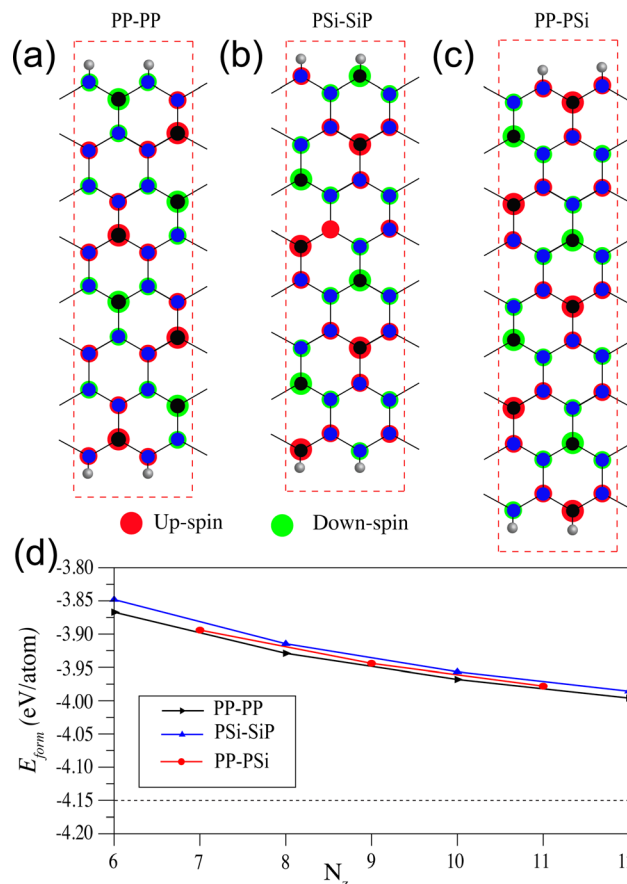 PP-PP
PSi-SiP
PP-PSi
(a)
(b)
(c)
Up-spin
Down-spin
(d)
-3.80
-3.85
-3.90
-3.95
-4.00
-4.05
-4.10
-4.15
-4.20
E_form (eV/atom)
PP-PP
PSi-SiP
PP-PSi
6 7 8 9 10 11 12
N_z